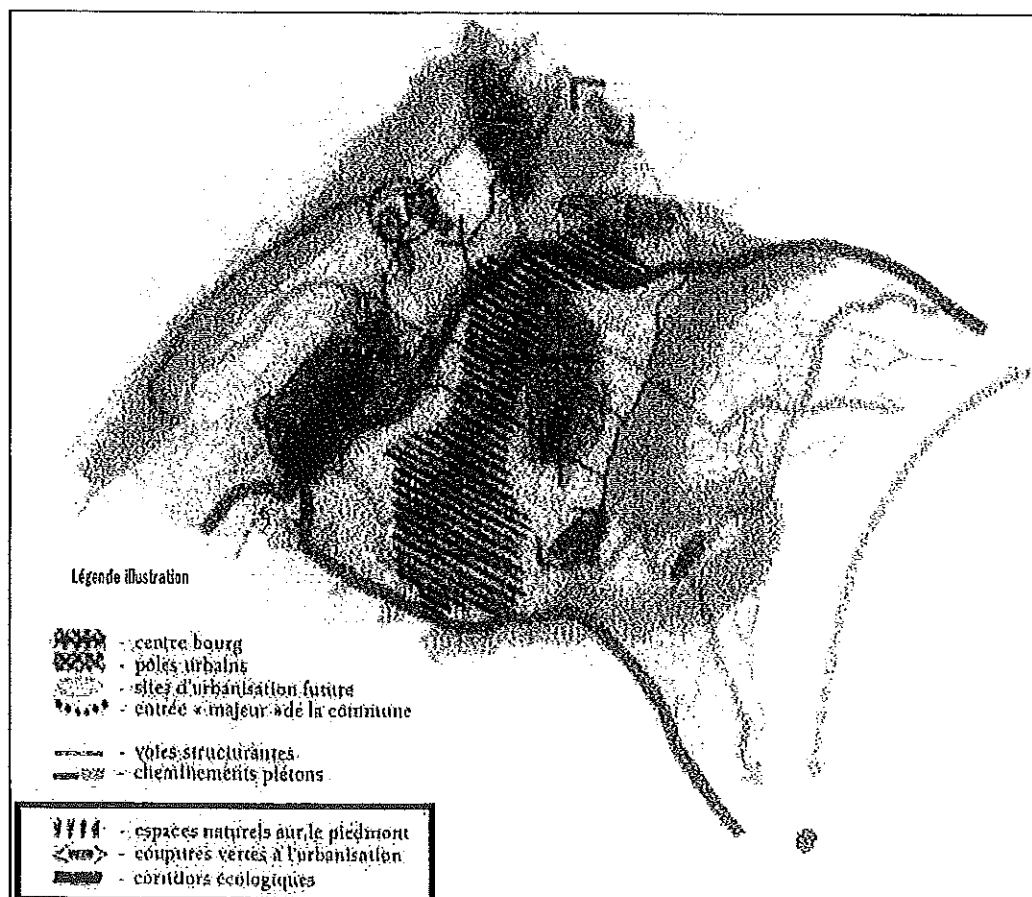 Légende illustration
- centre bourg
- pôles urbains
- sites d'urbanisation future
- entrée « majeur » de la commune
- voies structurantes
- cheminements piétons
- espaces naturels sur le piedmont
- coupures vertes à l'urbanisation
- corridors écologiques